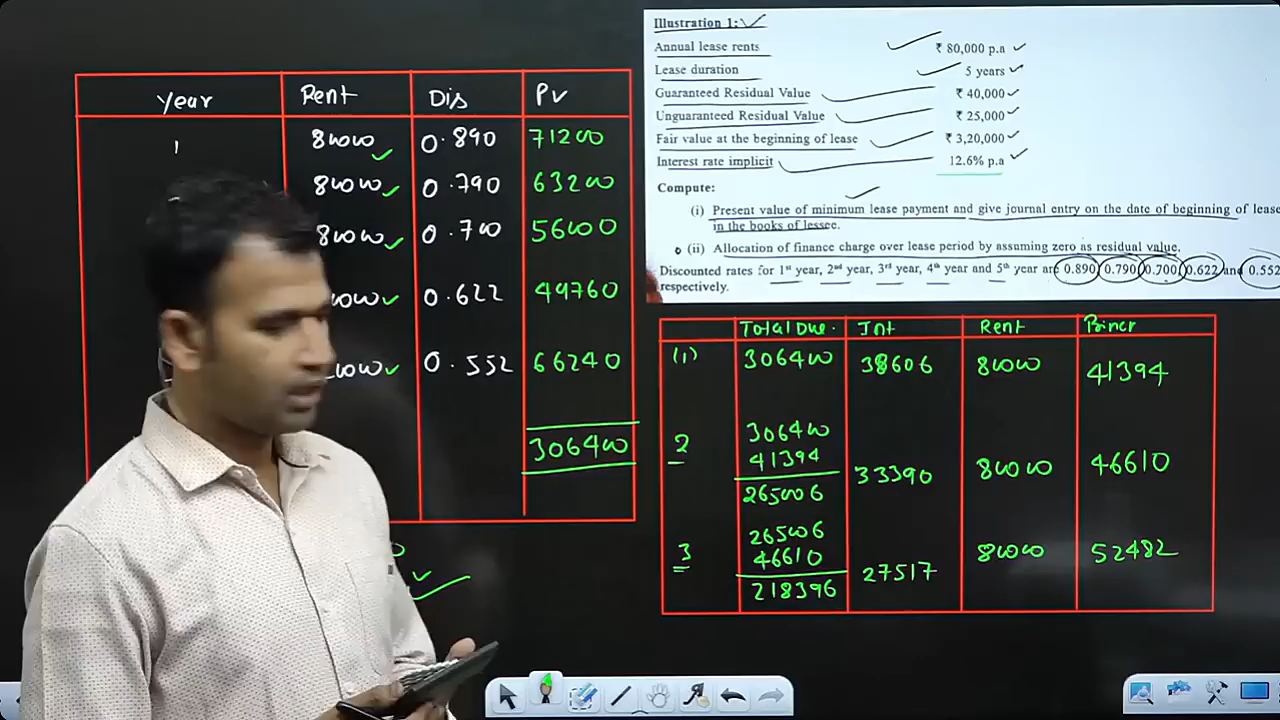 Illustration 1:
Annual lease rents ₹ 80,000 p.a
Lease duration 5 years
Guaranteed Residual Value ₹ 40,000
Unguaranteed Residual Value ₹ 25,000
Fair value at the beginning of lease ₹ 3,20,000
Interest rate implicit 12.6% p.a
Compute:
(i) Present value of minimum lease payment and give journal entry on the date of beginning of lease
in the books of lessee.
(ii) Allocation of finance charge over lease period by assuming zero as residual value.
Discounted rates for 1st year, 2nd year, 3rd year, 4th year and 5th year are 0.890, 0.790, 0.700, 0.622 and 0.552
respectively.
year Rent Dis PV
1 80000 0.890 71200
80000 0.790 63200
80000 0.700 56000
0.622 49760
0.552 66240
306400
Total Due. Int Rent
(1) 306400 38606 80000 41394
306400
2 41394 33390 80000 46610
265006
265006
3 46610 27517 80000 52482
218396